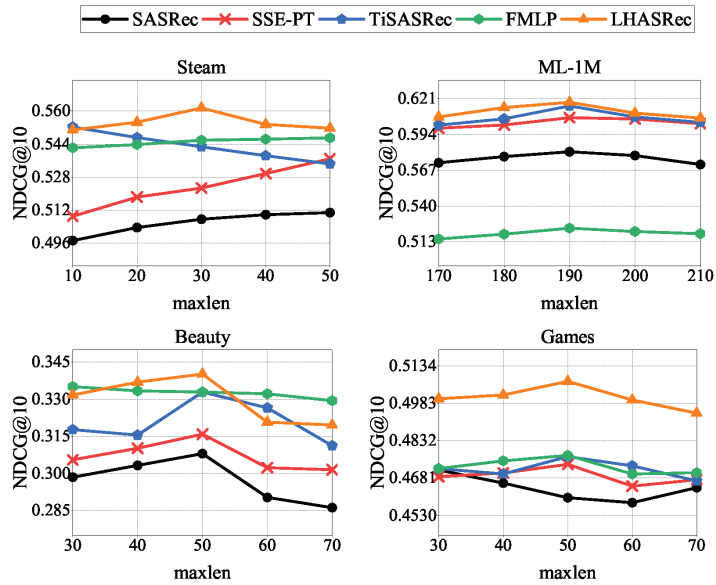 SASRec SSE-PT TiSASRec FMLP LHASRec
Steam
NDCG@10
0.560
0.544
0.528
0.512
0.496
10 20 30 40 50
maxlen
ML-1M
NDCG@10
0.621
0.594
0.567
0.540
0.513
170 180 190 200 210
maxlen
Beauty
NDCG@10
0.345
0.330
0.315
0.300
0.285
30 40 50 60 70
maxlen
Games
NDCG@10
0.5134
0.4983
0.4832
0.4681
0.4530
30 40 50 60 70
maxlen